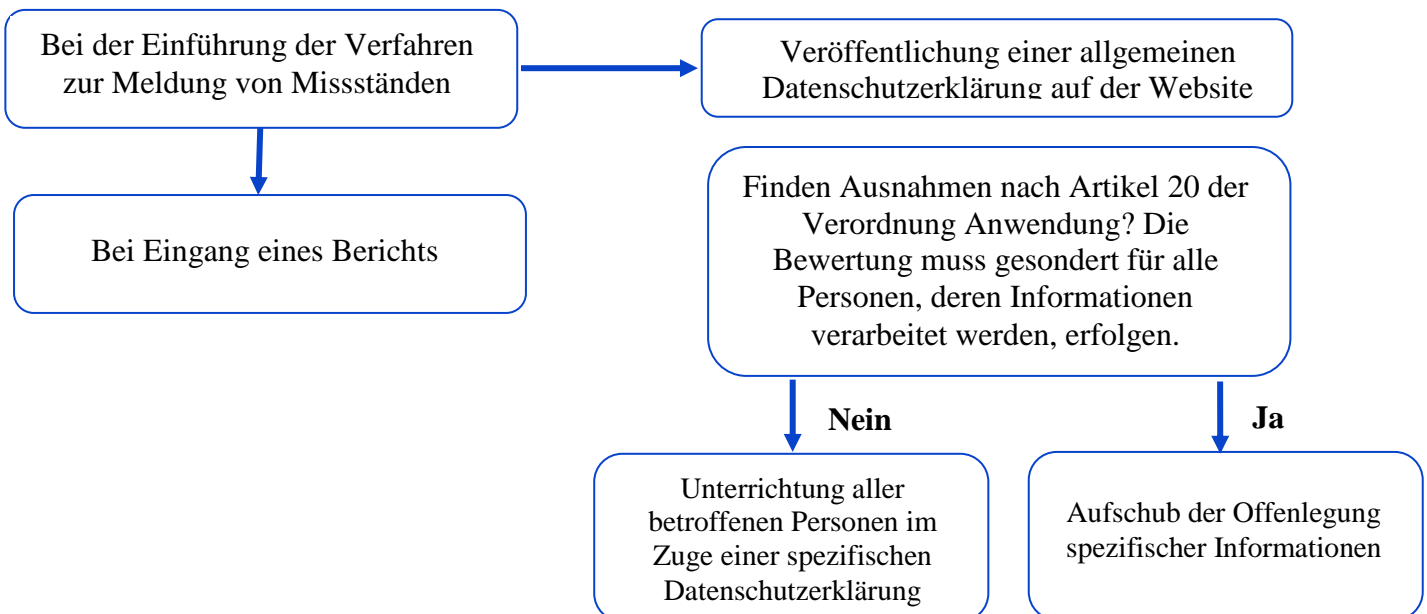 Bei der Einführung der Verfahren
zur Meldung von Missständen
Veröffentlichung einer allgemeinen
Datenschutzerklärung auf der Website
Bei Eingang eines Berichts
Finden Ausnahmen nach Artikel 20 der
Verordnung Anwendung? Die
Bewertung muss gesondert für alle
Personen, deren Informationen
verarbeitet werden, erfolgen.
Nein
Ja
Unterrichtung aller
betroffenen Personen im
Zuge einer spezifischen
Datenschutzerklärung
Aufschub der Offenlegung
spezifischer Informationen